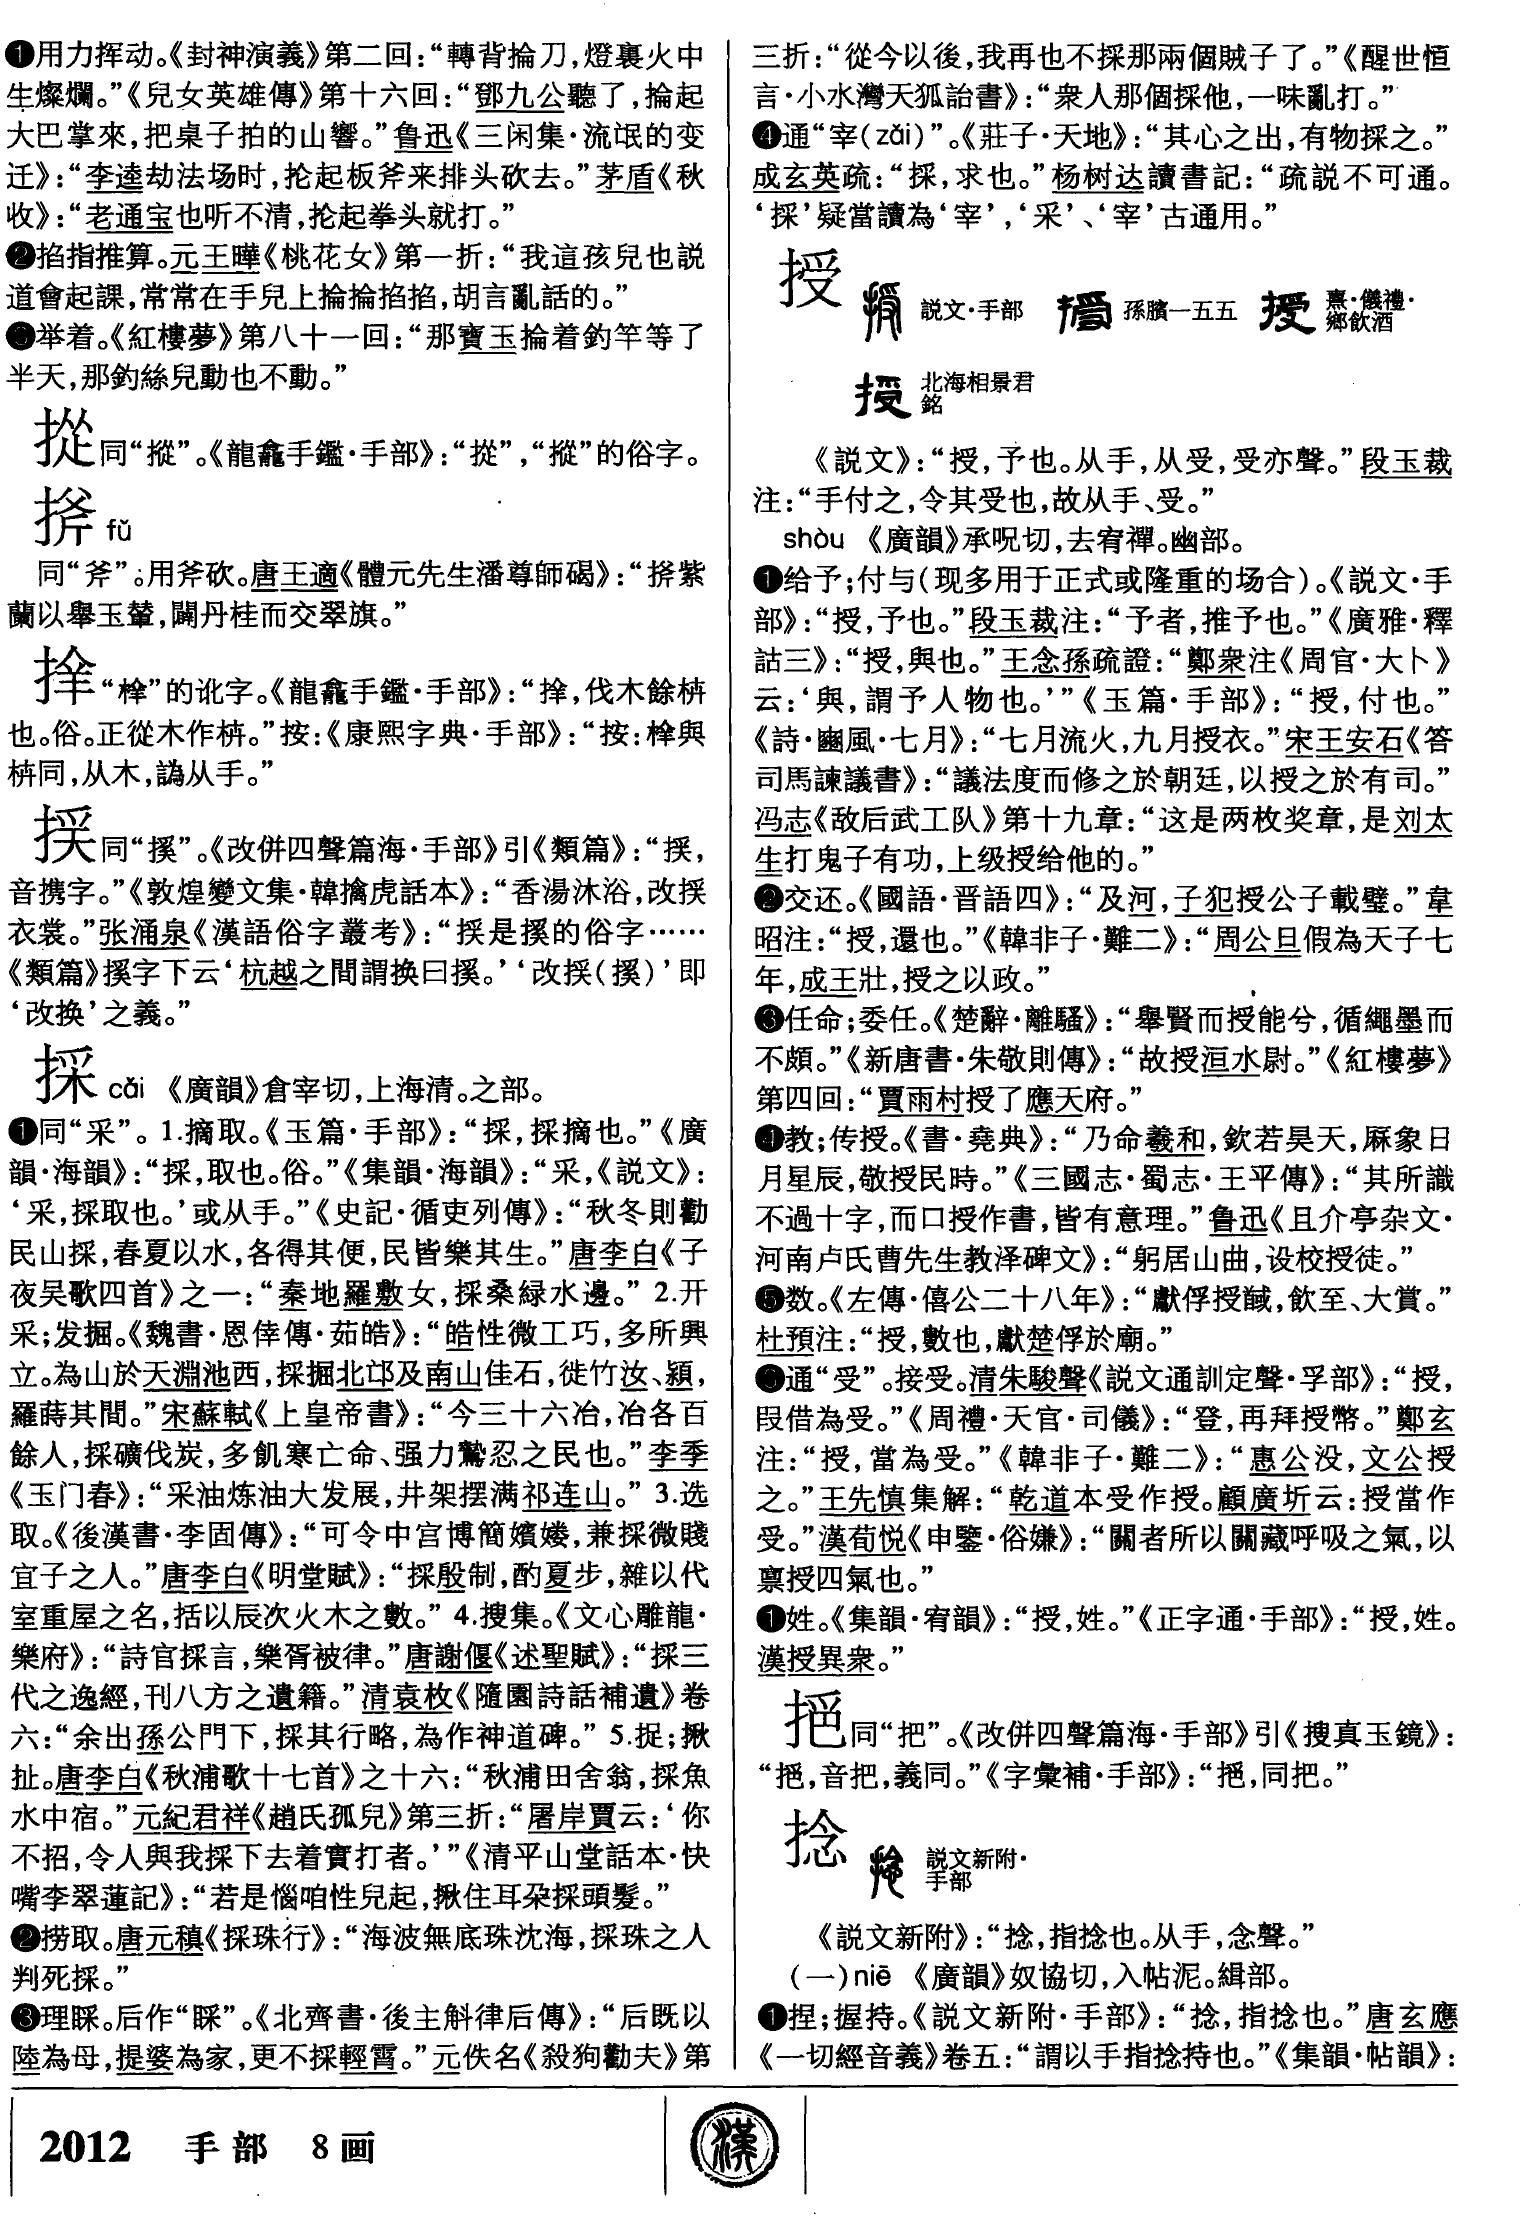 ❶用力挥动。《封神演義》第二回：“轉背掄刀，燈裏火中
生燦爛。”《兒女英雄傳》第十六回：“鄧九公聽了，掄起
大巴掌來，把桌子拍的山響。”鲁迅《三闲集·流氓的变
迁》：“李逵劫法场时，抡起板斧来排头砍去。”茅盾《秋
收》：“老通宝也听不清，抡起拳头就打。”
❷掐指推算。元王曄《桃花女》第一折：“我這孩兒也説
道會起課，常常在手兒上掄掄掐掐，胡言亂話的。”
❸举着。《紅樓夢》第八十一回：“那寶玉掄着釣竿等了
半天，那釣絲兒動也不動。”
㧐同“摐”。《龍龕手鑑·手部》：“㧐”，“摐”的俗字。
fǔ
同“斧”。用斧砍。唐王適《體元先生潘尊師碣》：“紫
蘭以舉玉輦，闢丹桂而交翠旗。”
“㭐”的讹字。《龍龕手鑑·手部》：“，伐木餘枿
也。俗。正從木作枿。”按：《康熙字典·手部》：“按：㭐與
枿同，从木，譌从手。”
同“㨙”。《改併四聲篇海·手部》引《類篇》：“，
音携字。”《敦煌變文集·韓擒虎話本》：“香湯沐浴，改
衣裳。”张涌泉《漢語俗字叢考》：“是㨙的俗字……
《類篇》㨙字下云‘杭越之間謂换曰㨙。’‘改（㨙）’即
‘改换’之義。”
採 cǎi 《廣韻》倉宰切，上海清。之部。
❶同“采”。1.摘取。《玉篇·手部》：“採，採摘也。”《廣
韻·海韻》：“採，取也。俗。”《集韻·海韻》：“采，《説文》：
‘采，採取也。’或从手。”《史記·循吏列傳》：“秋冬則勸
民山採，春夏以水，各得其便，民皆樂其生。”唐李白《子
夜吴歌四首》之一：“秦地羅敷女，採桑緑水邊。”2.开
采；发掘。《魏書·恩倖傳·茹皓》：“皓性微工巧，多所興
立。為山於天淵池西，採掘北邙及南山佳石，徙竹汝、潁，
羅蒔其間。”宋蘇軾《上皇帝書》：“今三十六冶，冶各百
餘人，採礦伐炭，多飢寒亡命、强力鷙忍之民也。”李季
《玉门春》：“采油炼油大发展，井架摆满祁连山。”3.选
取。《後漢書·李固傳》：“可令中宫博簡嬪媵，兼採微賤
宜子之人。”唐李白《明堂賦》：“採殷制，酌夏步，雜以代
室重屋之名，括以辰次火木之數。”4.搜集。《文心雕龍·
樂府》：“詩官採言，樂胥被律。”唐謝偃《述聖賦》：“採三
代之逸經，刊八方之遺籍。”清袁枚《隨園詩話補遺》卷
六：“余出孫公門下，採其行略，為作神道碑。”5.捉；揪
扯。唐李白《秋浦歌十七首》之十六：“秋浦田舍翁，採魚
水中宿。”元紀君祥《趙氏孤兒》第三折：“屠岸賈云：‘你
不招，令人與我採下去着實打者。’”《清平山堂話本·快
嘴李翠蓮記》：“若是惱咱性兒起，揪住耳朵採頭髮。”
❷捞取。唐元稹《採珠行》：“海波無底珠沈海，採珠之人
判死採。”
❸理睬。后作“睬”。《北齊書·後主斛律后傳》：“后既以
陸為母，提婆為家，更不採輕霄。”元佚名《殺狗勸夫》第
三折：“從今以後，我再也不採那兩個賊子了。”《醒世恒
言·小水灣天狐詒書》：“衆人那個採他，一味亂打。”
❹通“宰（zǎi）”。《莊子·天地》：“其心之出，有物採之。”
成玄英疏：“採，求也。”杨树达讀書記：“疏説不可通。
‘採’疑當讀為‘宰’，‘采’、‘宰’古通用。”
授 説文·手部 孫臏一五五 熹·儀禮·
鄉飲酒
北海相景君
銘
《説文》：“授，予也。从手，从受，受亦聲。”段玉裁
注：“手付之，令其受也，故从手、受。”
shòu 《廣韻》承呪切，去宥禪。幽部。
❶给予；付与（现多用于正式或隆重的场合）。《説文·手
部》：“授，予也。”段玉裁注：“予者，推予也。”《廣雅·釋
詁三》：“授，與也。”王念孫疏證：“鄭衆注《周官·大卜》
云：‘與，謂予人物也。’”《玉篇·手部》：“授，付也。”
《詩·豳風·七月》：“七月流火，九月授衣。”宋王安石《答
司馬諫議書》：“議法度而修之於朝廷，以授之於有司。”
冯志《敌后武工队》第十九章：“这是两枚奖章，是刘太
生打鬼子有功，上级授给他的。”
❷交还。《國語·晋語四》：“及河，子犯授公子載璧。”韋
昭注：“授，還也。”《韓非子·難二》：“周公旦假為天子七
年，成王壯，授之以政。”
❸任命；委任。《楚辭·離騷》：“舉賢而授能兮，循繩墨而
不頗。”《新唐書·朱敬則傳》：“故授洹水尉。”《紅樓夢》
第四回：“賈雨村授了應天府。”
❹教；传授。《書·堯典》：“乃命羲和，欽若昊天，厤象日
月星辰，敬授民時。”《三國志·蜀志·王平傳》：“其所識
不過十字，而口授作書，皆有意理。”鲁迅《且介亭杂文·
河南卢氏曹先生教泽碑文》：“躬居山曲，设校授徒。”
❺数。《左傳·僖公二十八年》：“獻俘授馘，飲至、大賞。”
杜預注：“授，數也，獻楚俘於廟。”
❻通“受”。接受。清朱駿聲《説文通訓定聲·孚部》：“授，
叚借為受。”《周禮·天官·司儀》：“登，再拜授幣。”鄭玄
注：“授，當為受。”《韓非子·難二》：“惠公没，文公授
之。”王先慎集解：“乾道本受作授。顧廣圻云：授當作
受。”漢荀悦《申鑒·俗嫌》：“關者所以關藏呼吸之氣，以
禀授四氣也。”
❶姓。《集韻·宥韻》：“授，姓。”《正字通·手部》：“授，姓。
漢授異衆。”
同“把”。《改併四聲篇海·手部》引《搜真玉鏡》：
“，音把，義同。”《字彙補·手部》：“，同把。”
捻 説文新附·
手部
《説文新附》：“捻，指捻也。从手，念聲。”
（一）niē 《廣韻》奴協切，入帖泥。緝部。
❶捏；握持。《説文新附·手部》：“捻，指捻也。”唐玄應
《一切經音義》卷五：“謂以手指捻持也。”《集韻·帖韻》：
2012 手部 8画
漢